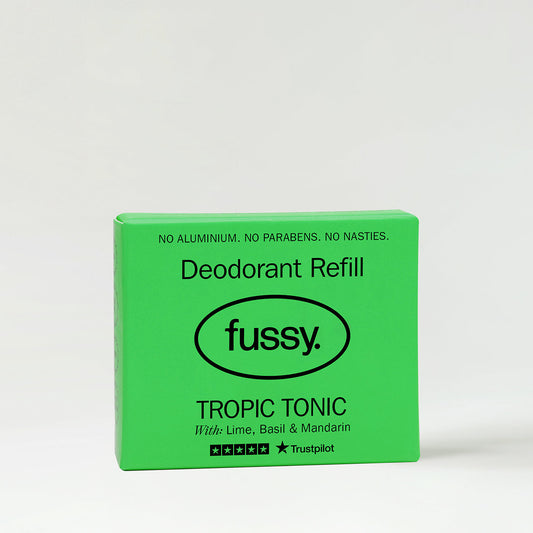 NO ALUMINIUM. NO PARABENS. NO NASTIES.
Deodorant Refill
fussy.
TROPIC TONIC
With: Lime, Basil & Mandarin
Trustpilot